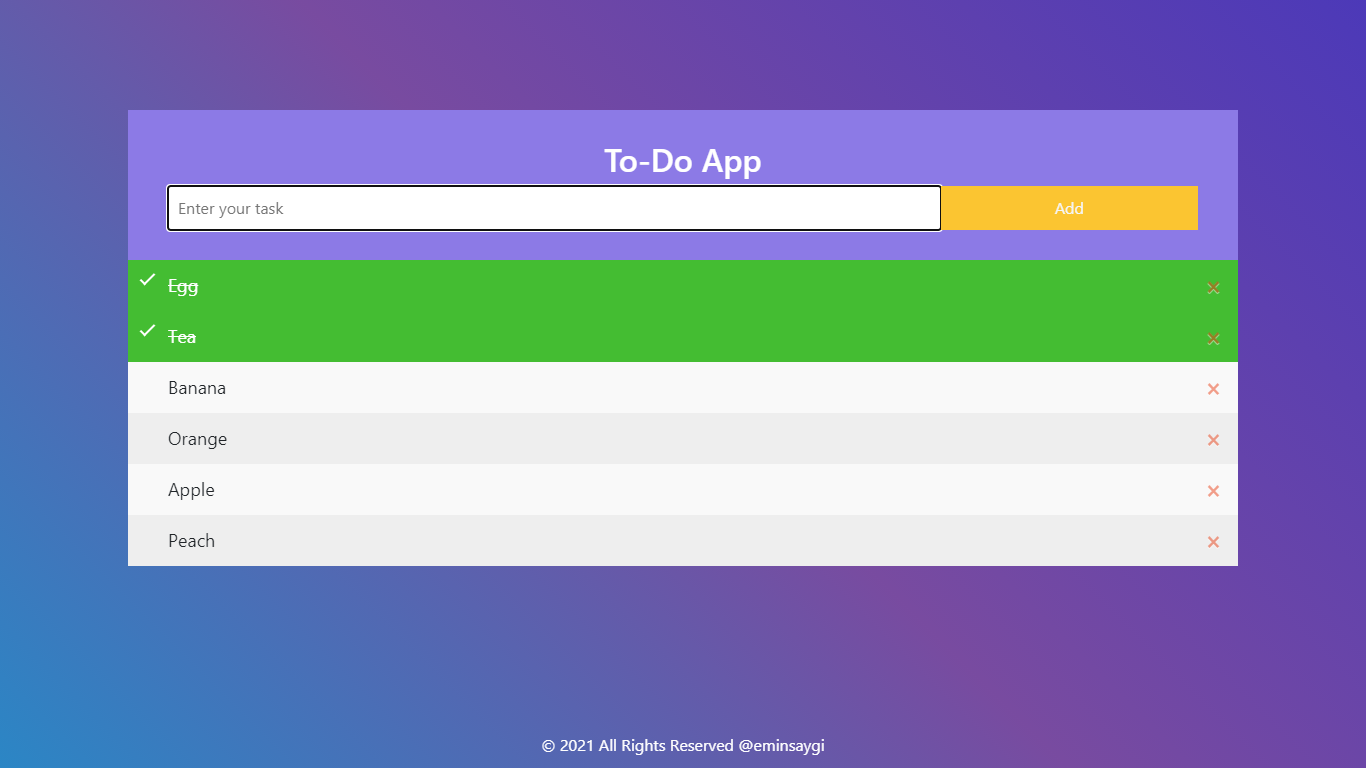 To-Do App
Enter your task
Add
Egg
Tea
Banana
Orange
Apple
Peach
© 2021 All Rights Reserved @eminsaygi